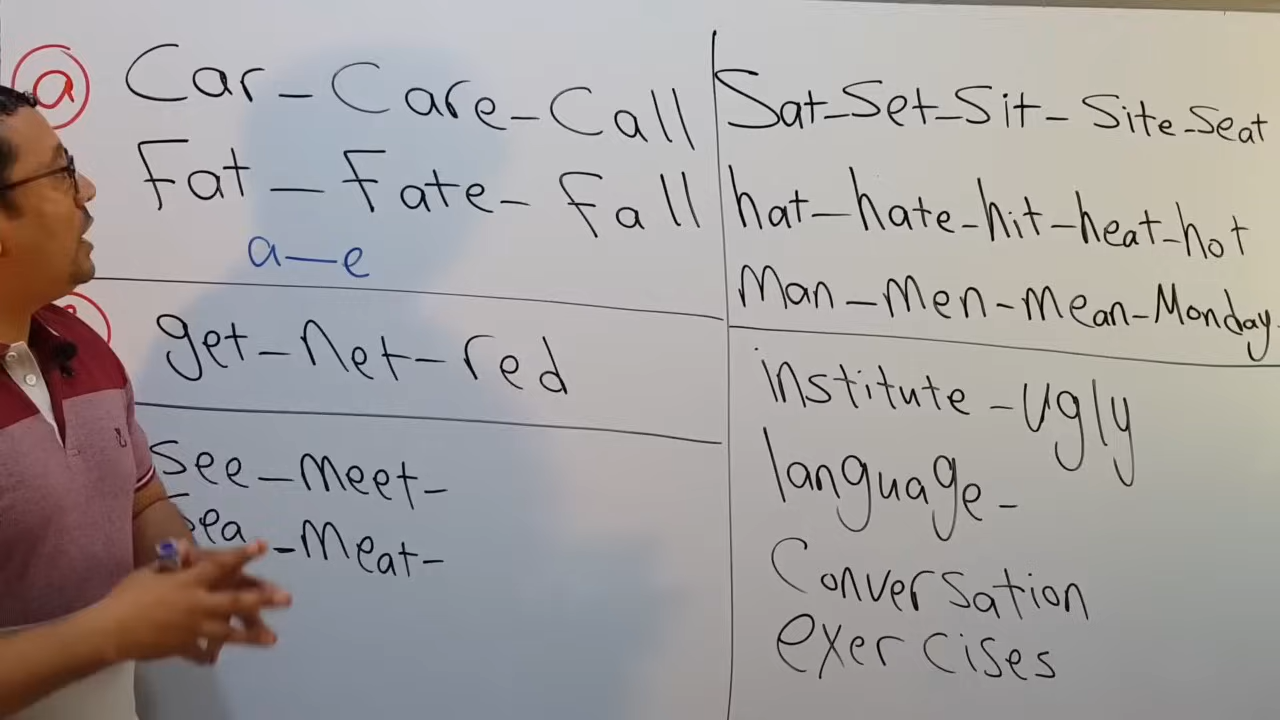 a
Car - Care - Call
Fat - Fate - Fall
a — e
get - net - red
See - Meet -
Sea - Meat -
Sat - Set - Sit - Site - Seat
hat - hate - hit - heat - hot
Man - Men - Mean - Monday
institute - Ugly
language -
Conversation
exercises